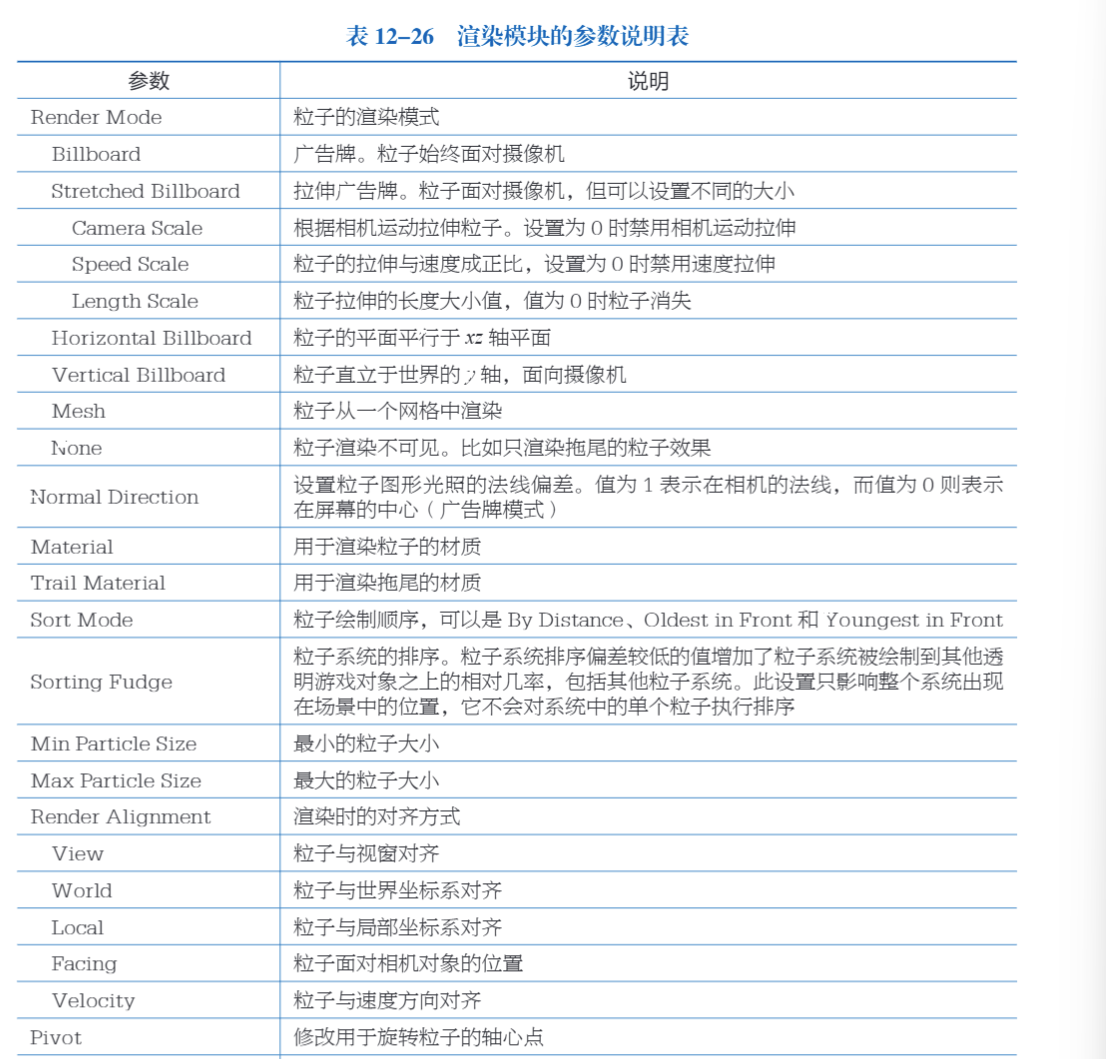 表 12–26 渲染模块的参数说明表
参数 说明
Render Mode 粒子的渲染模式
Billboard 广告牌。粒子始终面对摄像机
Stretched Billboard 拉伸广告牌。粒子面对摄像机，但可以设置不同的大小
Camera Scale 根据相机运动拉伸粒子。设置为 0 时禁用相机运动拉伸
Speed Scale 粒子的拉伸与速度成正比，设置为 0 时禁用速度拉伸
Length Scale 粒子拉伸的长度大小值，值为 0 时粒子消失
Horizontal Billboard 粒子的平面平行于 xz 轴平面
Vertical Billboard 粒子直立于世界的 y 轴，面向摄像机
Mesh 粒子从一个网格中渲染
None 粒子渲染不可见。比如只渲染拖尾的粒子效果
Normal Direction 设置粒子图形光照的法线偏差。值为 1 表示在相机的法线，而值为 0 则表示
在屏幕的中心（广告牌模式）
Material 用于渲染粒子的材质
Trail Material 用于渲染拖尾的材质
Sort Mode 粒子绘制顺序，可以是 By Distance、Oldest in Front 和 Youngest in Front
Sorting Fudge 粒子系统的排序。粒子系统排序偏差较低的值增加了粒子系统被绘制到其他透
明游戏对象之上的相对几率，包括其他粒子系统。此设置只影响整个系统出现
在场景中的位置，它不会对系统中的单个粒子执行排序
Min Particle Size 最小的粒子大小
Max Particle Size 最大的粒子大小
Render Alignment 渲染时的对齐方式
View 粒子与视窗对齐
World 粒子与世界坐标系对齐
Local 粒子与局部坐标系对齐
Facing 粒子面对相机对象的位置
Velocity 粒子与速度方向对齐
Pivot 修改用于旋转粒子的轴心点